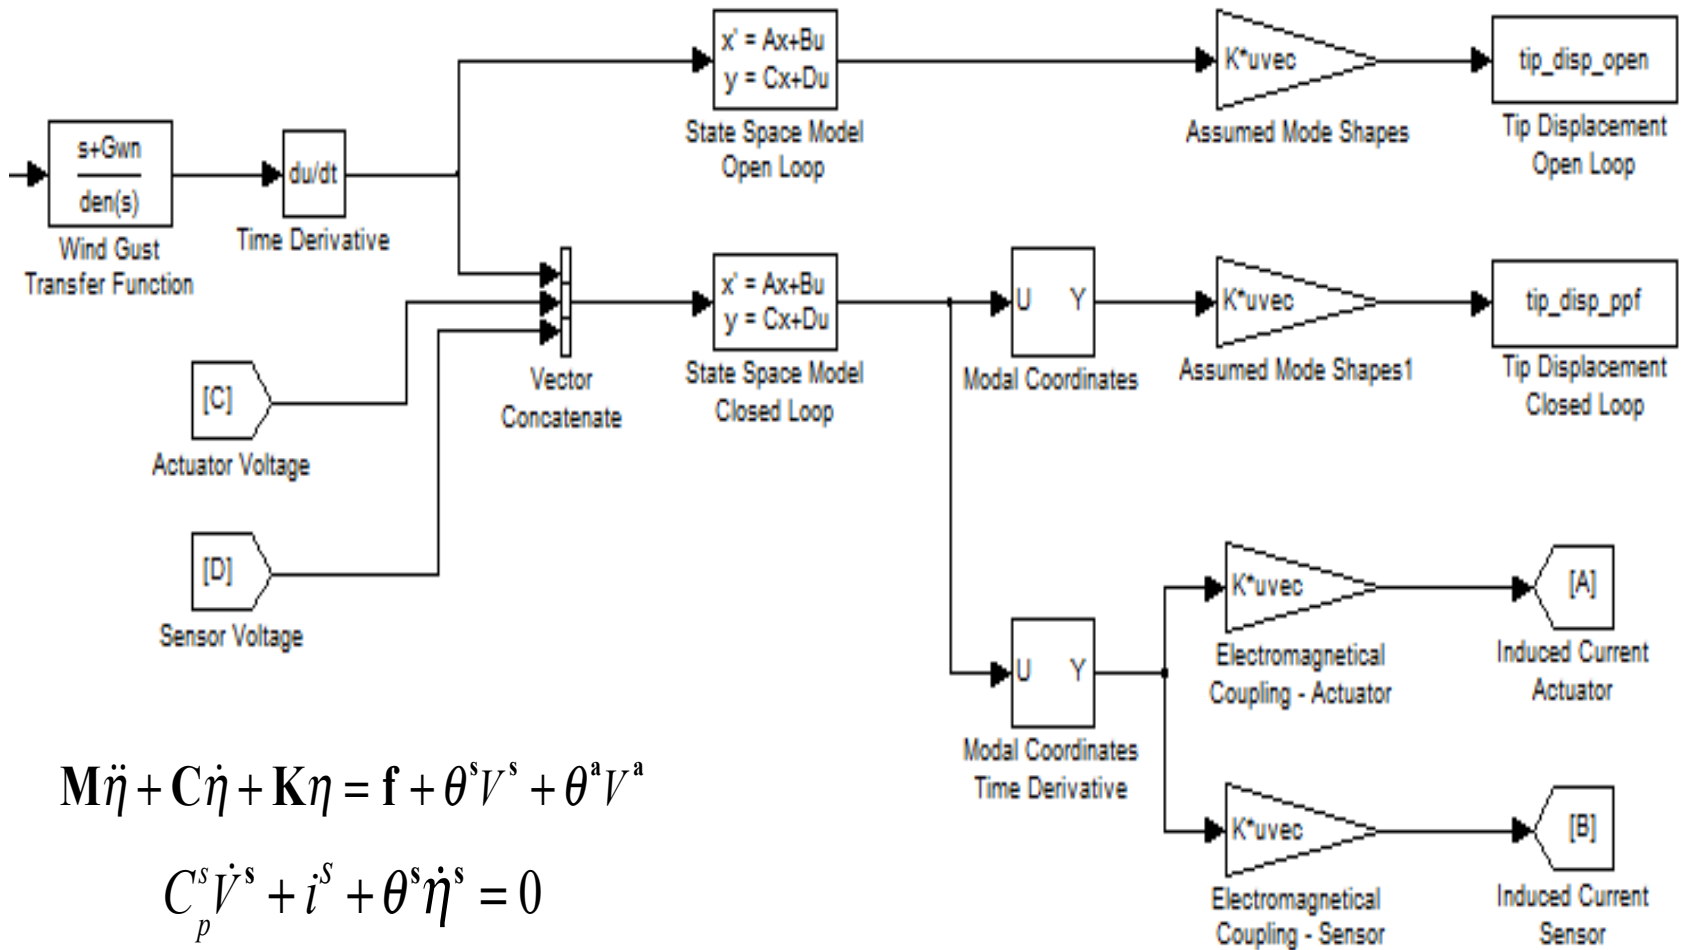 x' = Ax+Bu
y = Cx+Du
State Space Model
Open Loop
K*uvec
Assumed Mode Shapes
tip_disp_open
Tip Displacement
Open Loop
s+Gwn
den(s)
Wind Gust
Transfer Function
du/dt
Time Derivative
Vector
Concatenate
x' = Ax+Bu
y = Cx+Du
State Space Model
Closed Loop
U Y
Modal Coordinates
K*uvec
Assumed Mode Shapes1
tip_disp_ppf
Tip Displacement
Closed Loop
[C]
Actuator Voltage
[D]
Sensor Voltage
U Y
Modal Coordinates
Time Derivative
K*uvec
Electromagnetical
Coupling - Actuator
[A]
Induced Current
Actuator
K*uvec
Electromagnetical
Coupling - Sensor
[B]
Induced Current
Sensor
Mη̈ + Cη̇ + Kη = f + θˢVˢ + θᵃVᵃ
CₚˢV̇ˢ + iˢ + θˢη̇ˢ = 0